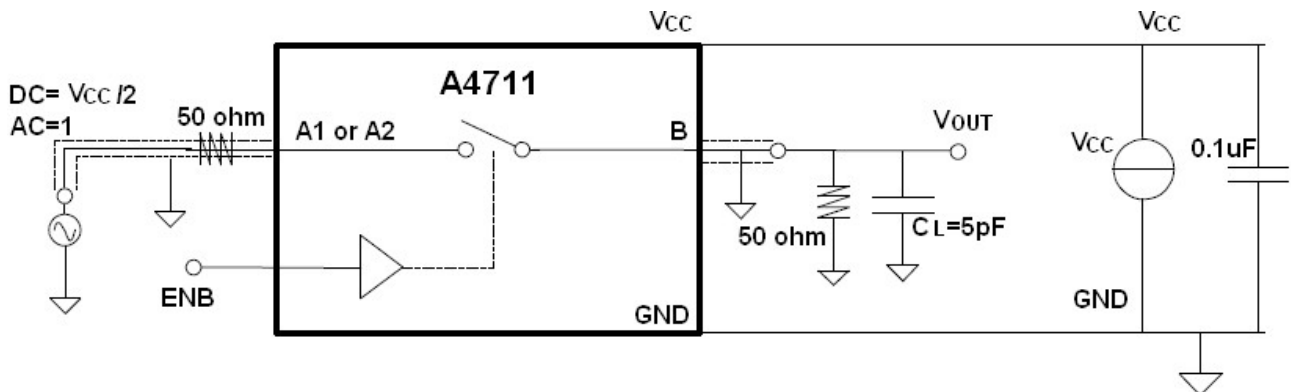 VCC
VCC
A4711
DC= VCC /2
AC=1
50 ohm
A1 or A2
B
VOUT
VCC
0.1uF
50 ohm
CL=5pF
ENB
GND
GND